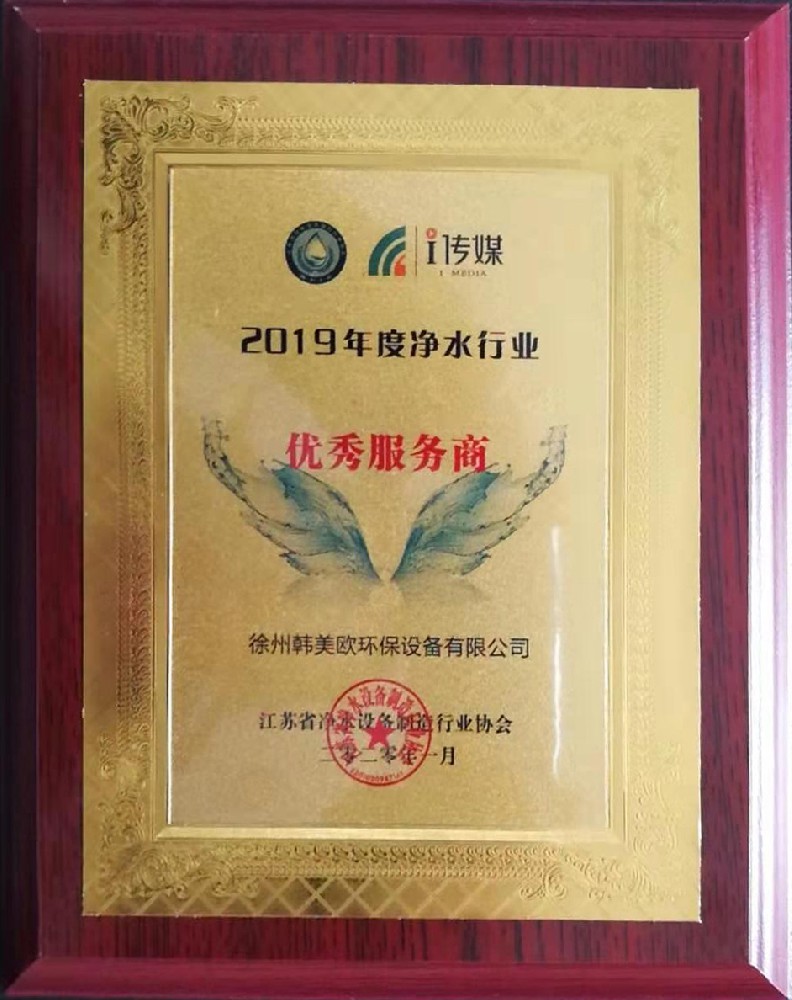 i传媒
I MEDIA
2019年度净水行业
优秀服务商
徐州韩美欧环保设备有限公司
江苏省净水设备制造行业协会
二零二零年一月